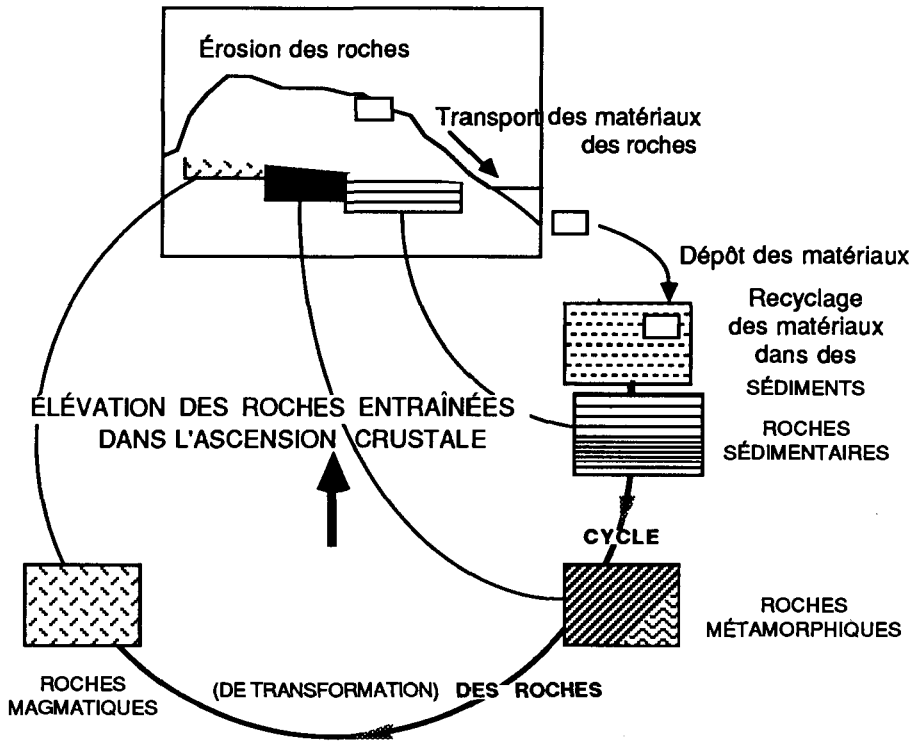 Érosion des roches
Transport des matériaux
des roches
Dépôt des matériaux
Recyclage
des matériaux
dans des
SÉDIMENTS
ROCHES
SÉDIMENTAIRES
ÉLÉVATION DES ROCHES ENTRAÎNÉES
DANS L'ASCENSION CRUSTALE
CYCLE
ROCHES
MÉTAMORPHIQUES
(DE TRANSFORMATION) DES ROCHES
ROCHES
MAGMATIQUES